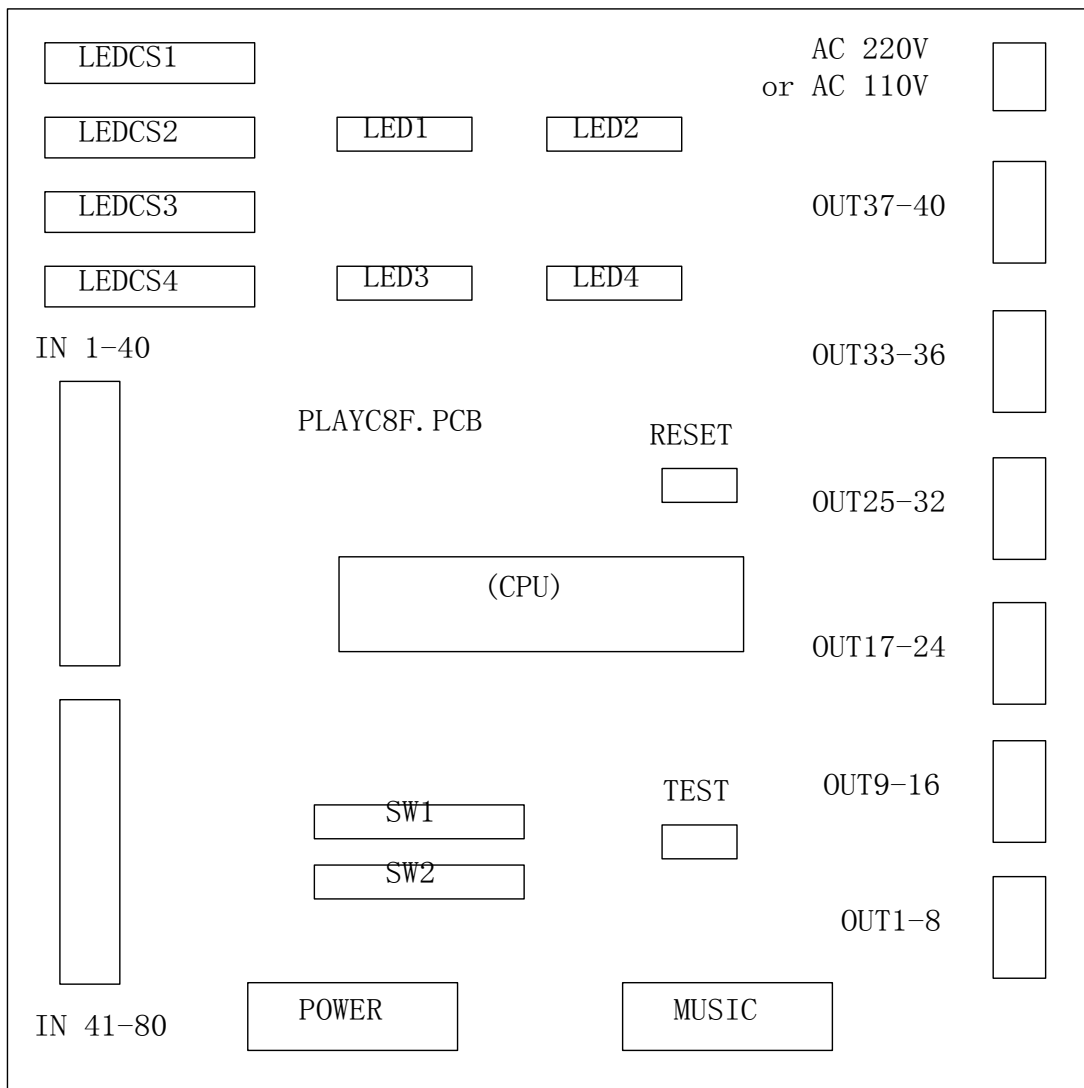 LEDCS1
AC 220V
or AC 110V
LEDCS2
LED1
LED2
LEDCS3
OUT37-40
LEDCS4
LED3
LED4
IN 1-40
OUT33-36
PLAYC8F.PCB
RESET
OUT25-32
(CPU)
OUT17-24
TEST
OUT9-16
SW1
SW2
OUT1-8
POWER
MUSIC
IN 41-80